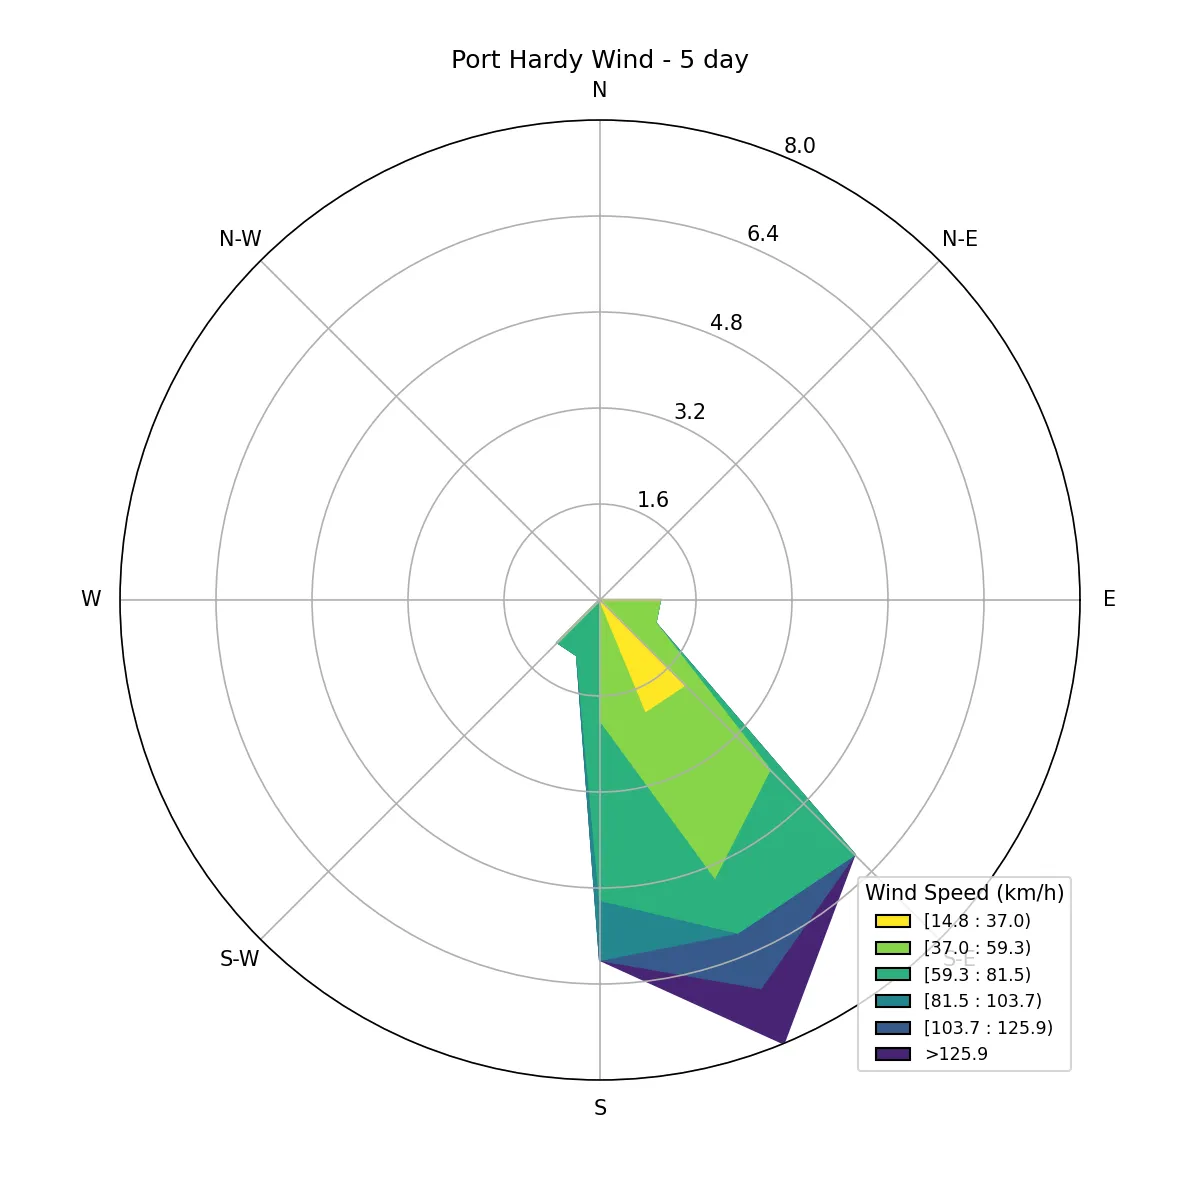 Port Hardy Wind - 5 day
N
8.0
6.4
N-W
N-E
4.8
3.2
1.6
W
E
Wind Speed (km/h)
[14.8 : 37.0)
[37.0 : 59.3)
S-W
S-E
[59.3 : 81.5)
[81.5 : 103.7)
[103.7 : 125.9)
>125.9
S